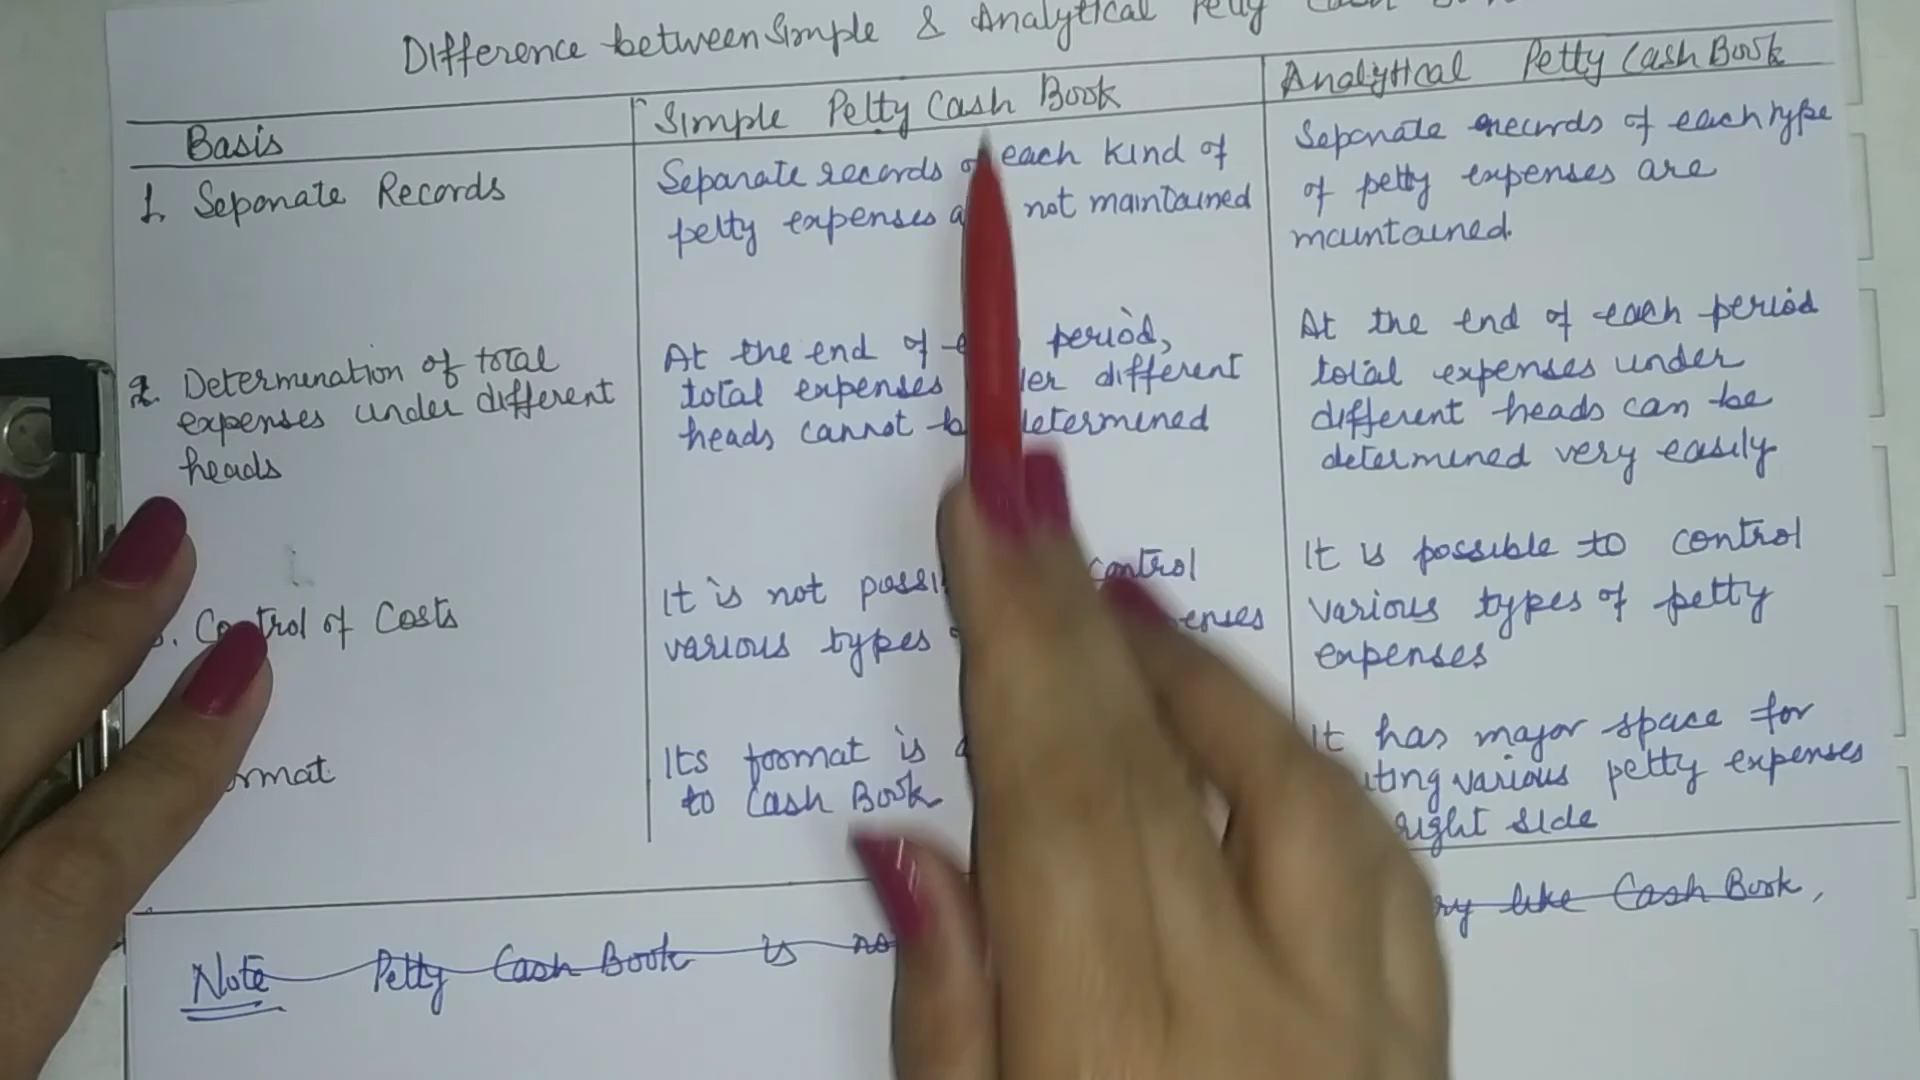 Difference between Simple & Analytical Petty Cash
Basis
Simple Petty Cash Book
Analytical Petty Cash Book
1. Separate Records
Separate records each kind of
petty expenses not maintained
Separate records of each type
of petty expenses are
maintained.
2. Determination of total
expenses under different
heads
At the end of period,
total expenses different
heads cannot determined
At the end of each period
total expenses under
different heads can be
determined very easily
Control of Costs
It is not control
various types
It is possible to control
various types of petty
expenses
Its format is
to Cash Book
It has major space for
various petty expenses
right side
Note Petty Cash Book is
like Cash Book,